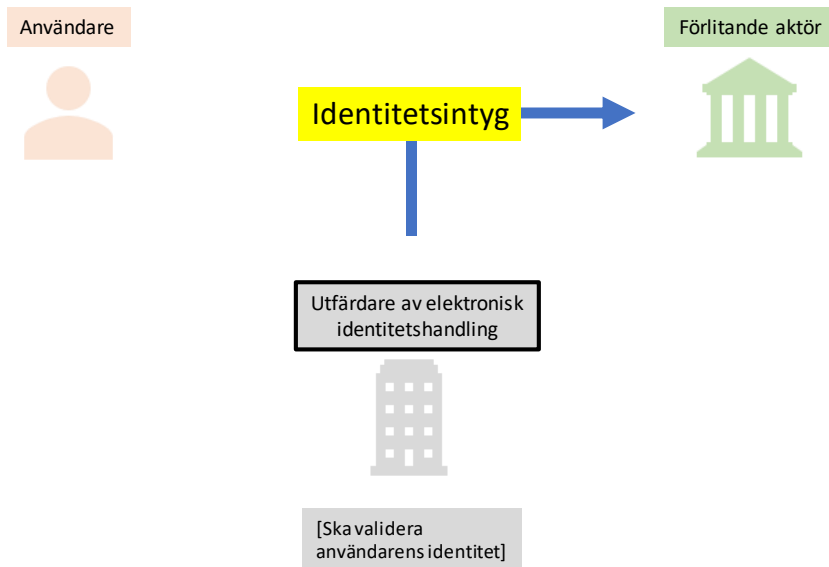 Användare
Förlitande aktör
Identitetsintyg
Utfärdare av elektronisk
identitetshandling
[Ska validera
användarens identitet]